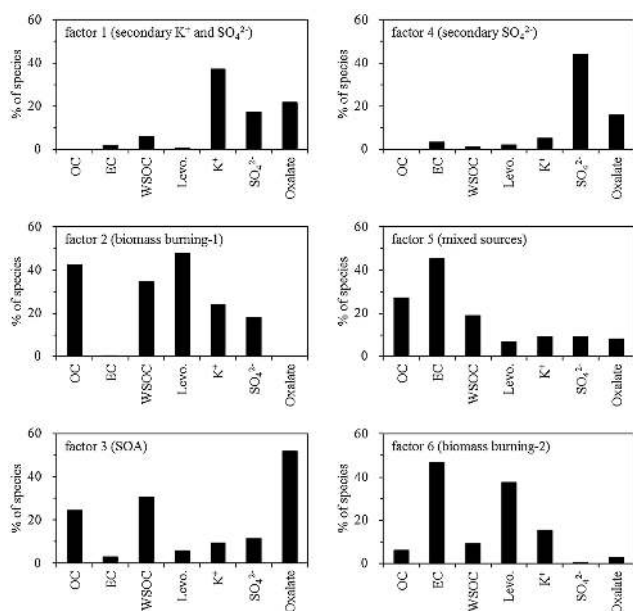 factor 1 (secondary K⁺ and SO₄²⁻)
% of species
60
40
20
0
OC
EC
WSOC
Levo.
K⁺
SO₄²⁻
Oxalate
factor 4 (secondary SO₄²⁻)
% of species
60
40
20
0
OC
EC
WSOC
Levo.
K⁺
SO₄²⁻
Oxalate
factor 2 (biomass burning-1)
% of species
60
40
20
0
OC
EC
WSOC
Levo.
K⁺
SO₄²⁻
Oxalate
factor 5 (mixed sources)
% of species
60
40
20
0
OC
EC
WSOC
Levo.
K⁺
SO₄²⁻
Oxalate
factor 3 (SOA)
% of species
60
40
20
0
OC
EC
WSOC
Levo.
K⁺
SO₄²⁻
Oxalate
factor 6 (biomass burning-2)
% of species
60
40
20
0
OC
EC
WSOC
Levo.
K⁺
SO₄²⁻
Oxalate